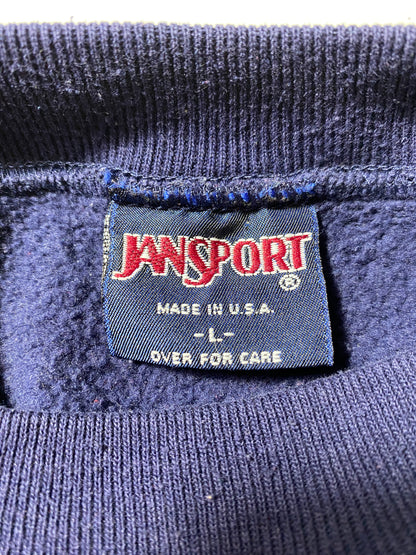 JANSPORT
®
MADE IN U.S.A.
-L-
OVER FOR CARE